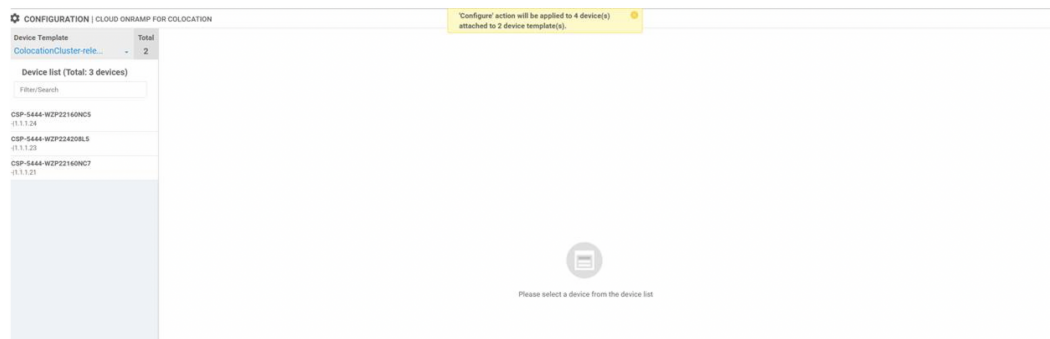 CONFIGURATION | CLOUD ONRAMP FOR COLOCATION
'Configure' action will be applied to 4 device(s)
attached to 2 device template(s).
Device Template Total
ColocationCluster-rele... 2
Device list (Total: 3 devices)
Filter/Search
CSP-5444-WZP22160NC5
-|1.1.1.24
CSP-5444-WZP224208L5
-|1.1.1.23
CSP-5444-WZP22160NC7
-|1.1.1.21
Please select a device from the device list